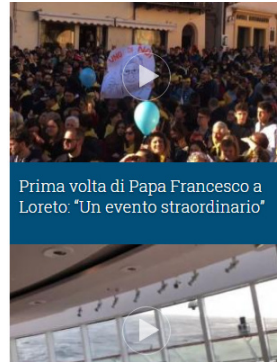 Prima volta di Papa Francesco a
Loreto: “Un evento straordinario”